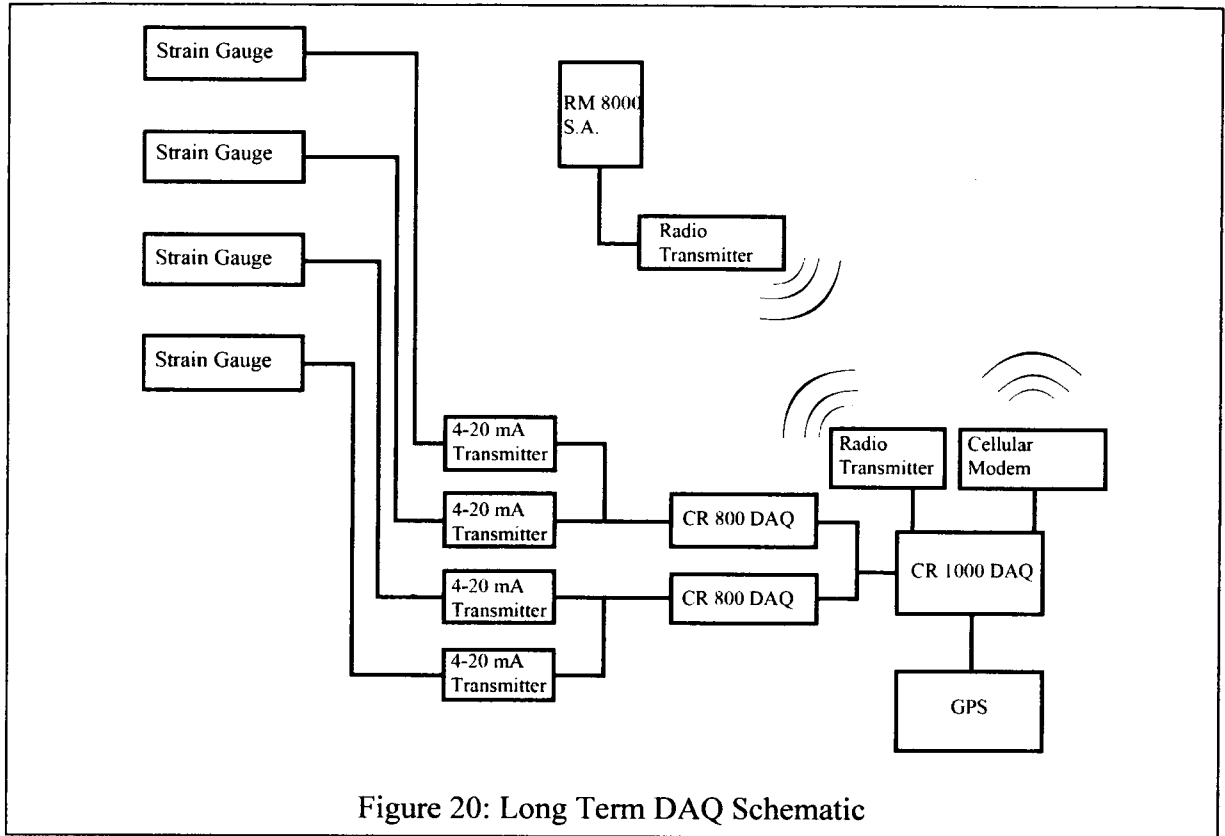 Strain Gauge
Strain Gauge
Strain Gauge
Strain Gauge
RM 8000
S.A.
Radio
Transmitter
4-20 mA
Transmitter
4-20 mA
Transmitter
4-20 mA
Transmitter
4-20 mA
Transmitter
CR 800 DAQ
CR 800 DAQ
Radio
Transmitter
Cellular
Modem
CR 1000 DAQ
GPS
Figure 20: Long Term DAQ Schematic